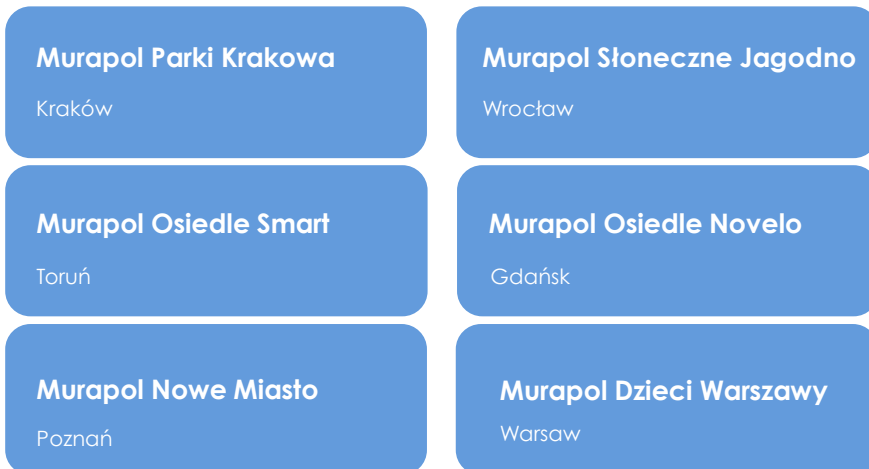 Murapol Parki Krakowa
Kraków
Murapol Słoneczne Jagodno
Wrocław
Murapol Osiedle Smart
Toruń
Murapol Osiedle Novelo
Gdańsk
Murapol Nowe Miasto
Poznań
Murapol Dzieci Warszawy
Warsaw